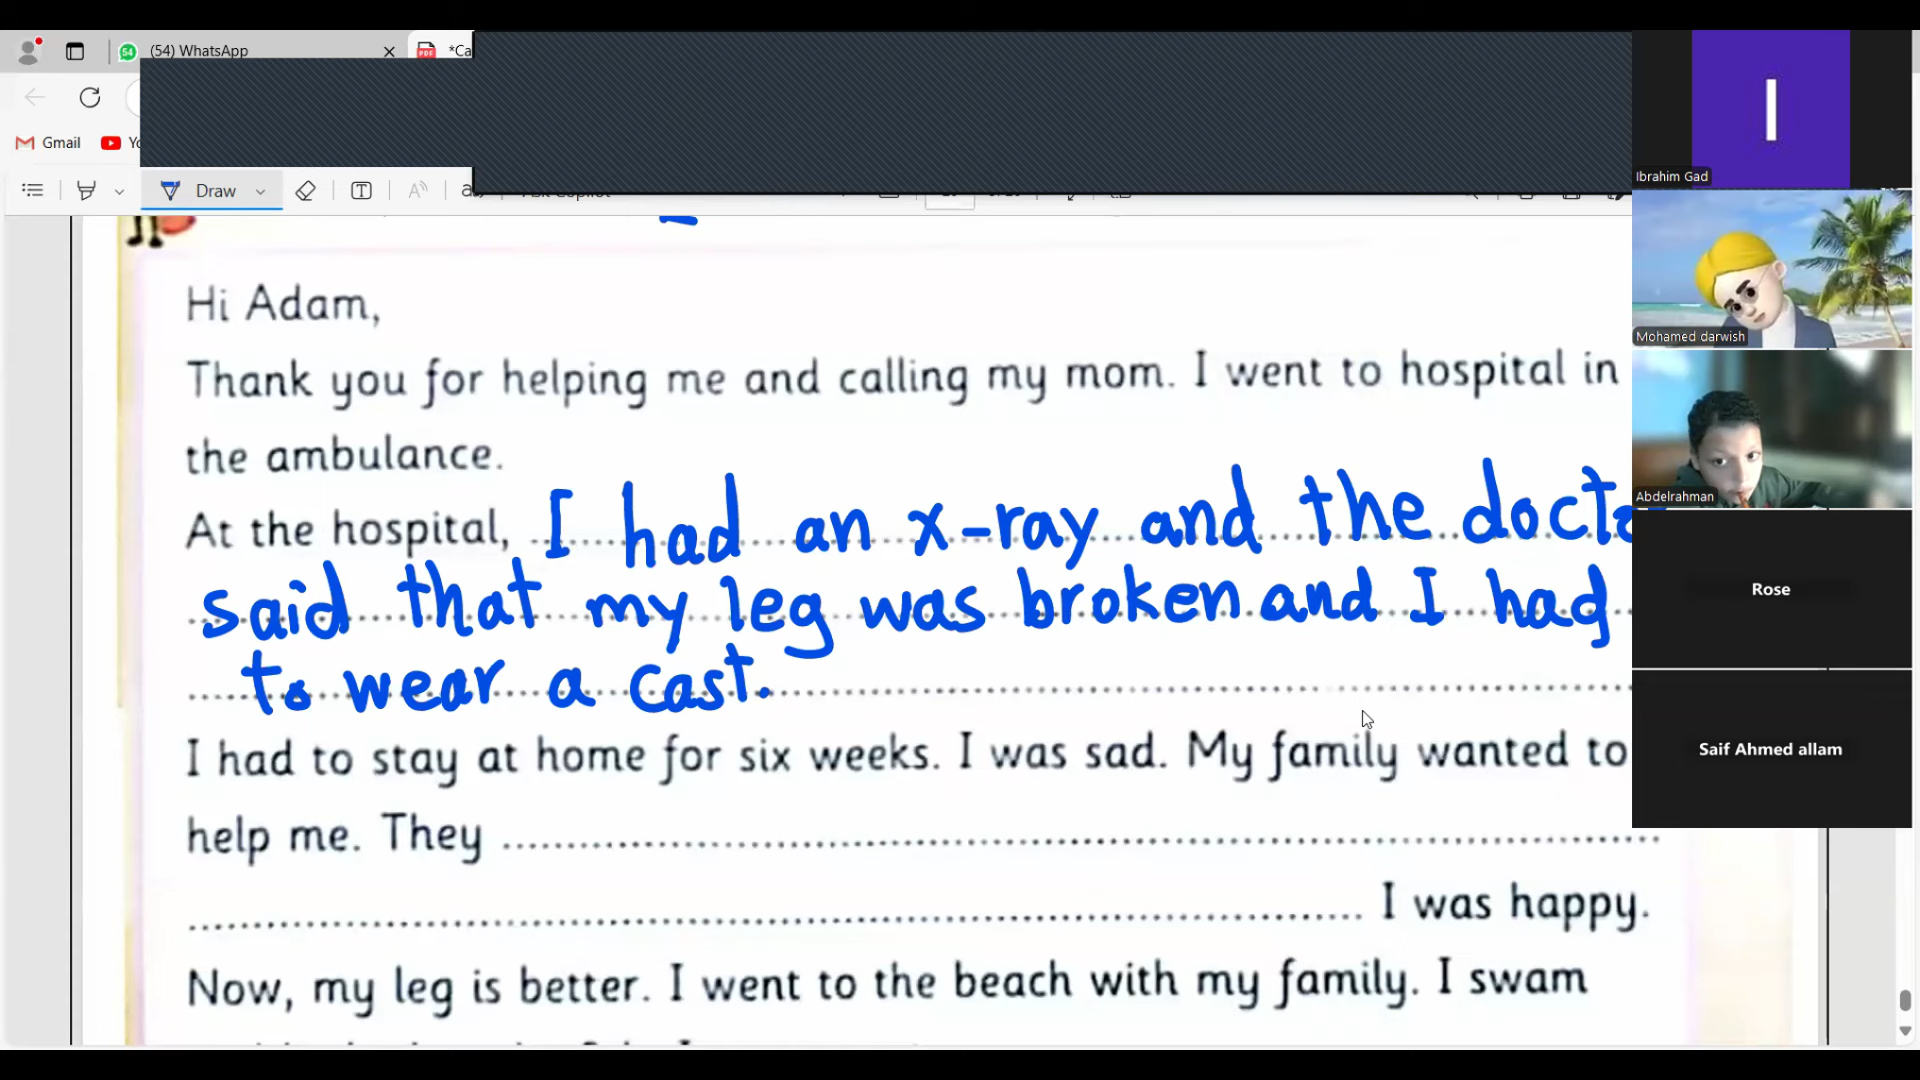 (54) WhatsApp
*Ca
Gmail
Draw
Hi Adam,
Thank you for helping me and calling my mom. I went to hospital in
the ambulance.
At the hospital, I had an x-ray and the docto
said that my leg was broken and I had
to wear a cast.
I had to stay at home for six weeks. I was sad. My family wanted to
help me. They
I was happy.
Now, my leg is better. I went to the beach with my family. I swam
I
Ibrahim Gad
Mohamed darwish
Abdelrahman
Rose
Saif Ahmed allam